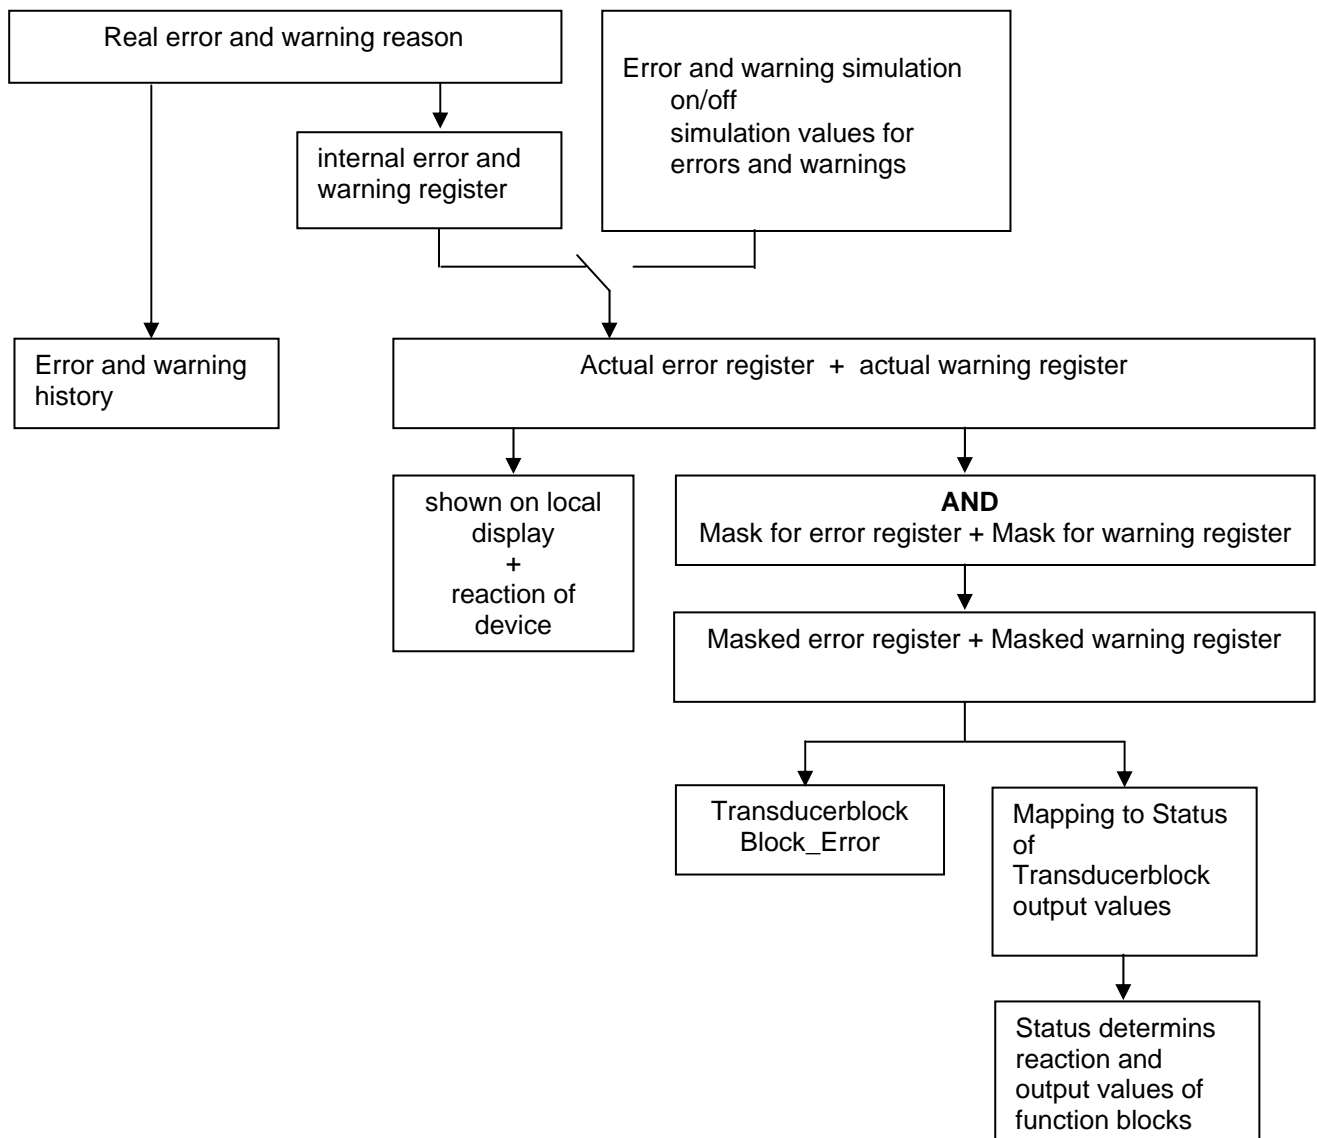 Real error and warning reason
Error and warning simulation
on/off
simulation values for
errors and warnings
internal error and
warning register
Error and warning
history
Actual error register + actual warning register
shown on local
display
+
reaction of
device
AND
Mask for error register + Mask for warning register
Masked error register + Masked warning register
Transducerblock
Block_Error
Mapping to Status
of
Transducerblock
output values
Status determins
reaction and
output values of
function blocks